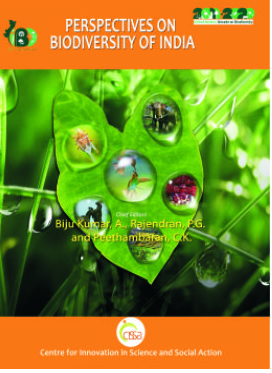 PERSPECTIVES ON
BIODIVERSITY OF INDIA
Chief Editors
Biju Kumar, A., Rajendran, P.G.
and Peethambaran, C.K.
cissa
Centre for Innovation in Science and Social Action